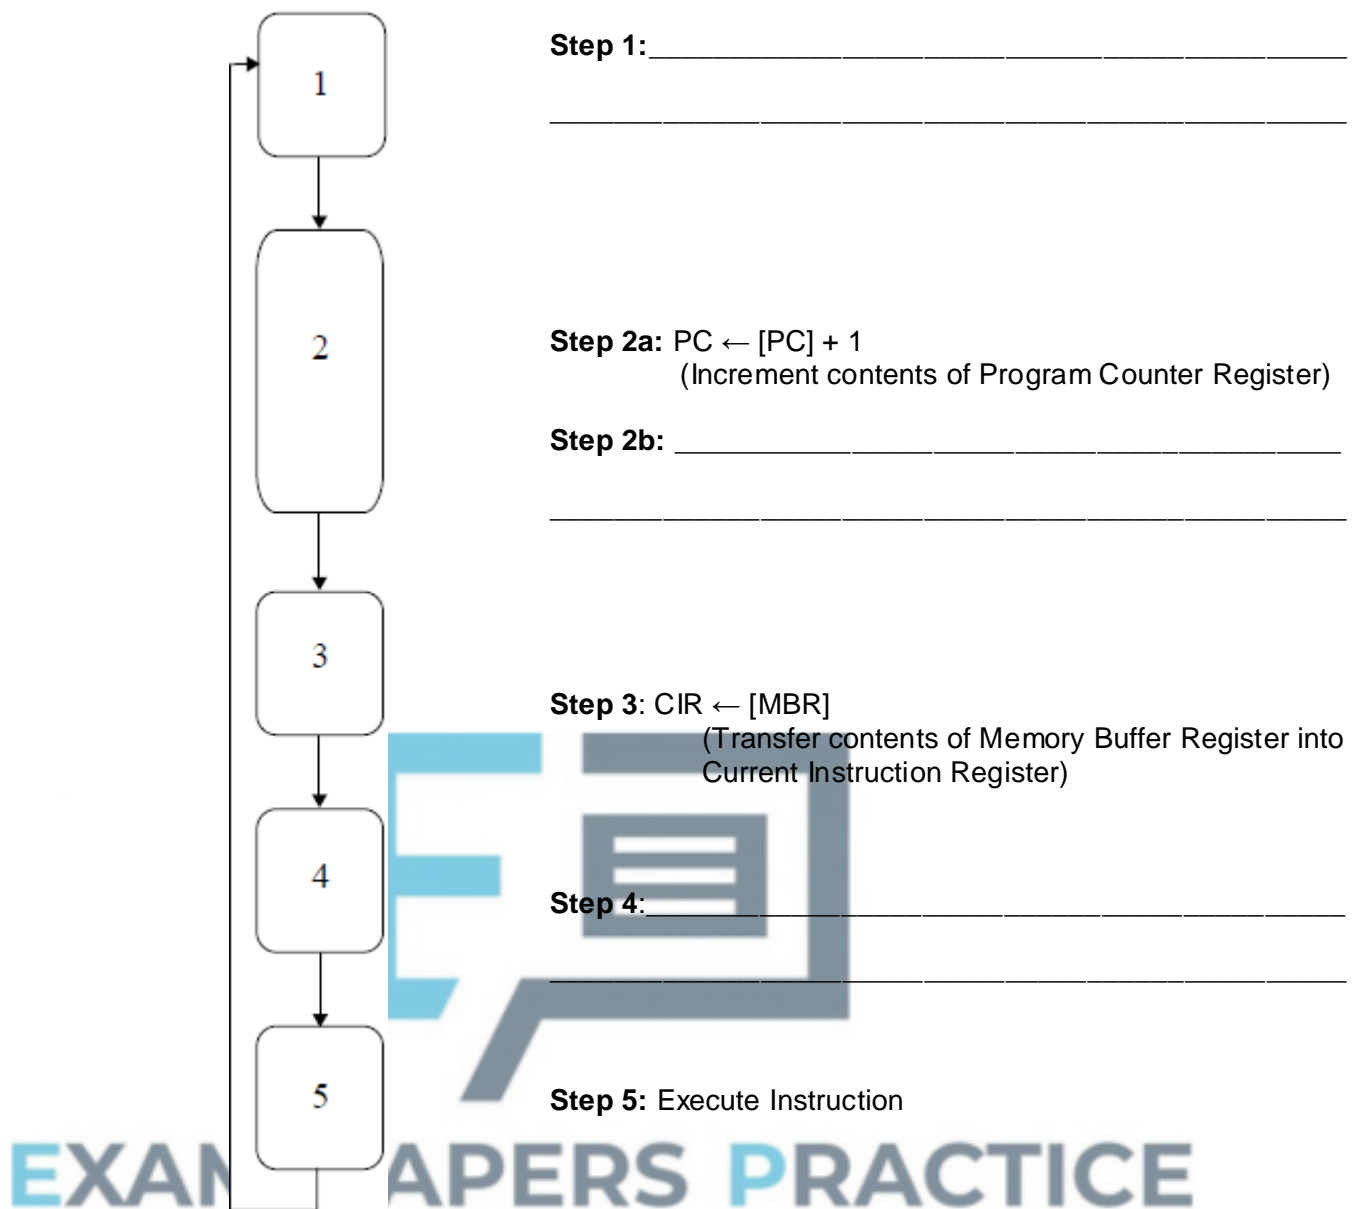 1
Step 1:
2
Step 2a: PC ← [PC] + 1
(Increment contents of Program Counter Register)
Step 2b:
3
Step 3: CIR ← [MBR]
(Transfer contents of Memory Buffer Register into
Current Instruction Register)
4
Step 4:
5
Step 5: Execute Instruction
EXAM PAPERS PRACTICE